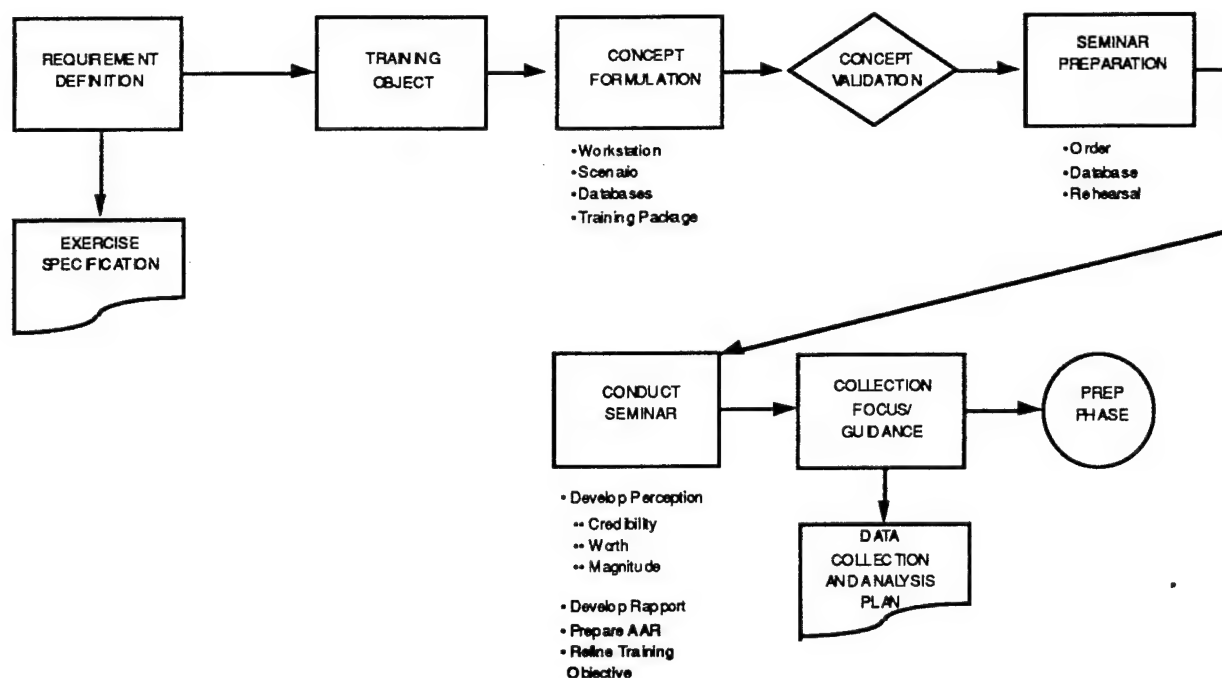 REQUREMENT
DEFINITION
TRAINING
OBJECT
CONCEPT
FORMULATION
CONCEPT
VALIDATION
SEMINAR
PREPARATION
•Workstation
•Scenaio
•Databases
•Training Package
•Order
•Database
•Rehearsal
EXERCISE
SPECIFICATION
CONDUCT
SEMINAR
COLLECTION
FOCUS/
GUIDANCE
PREP
PHASE
•Develop Perception
•• Credibility
•• Worth
•• Magnitude
•Develop Rapport
•Prepare AAR
•Refine Training
Objective
DATA
COLLECTION
AND ANALYSIS
PLAN